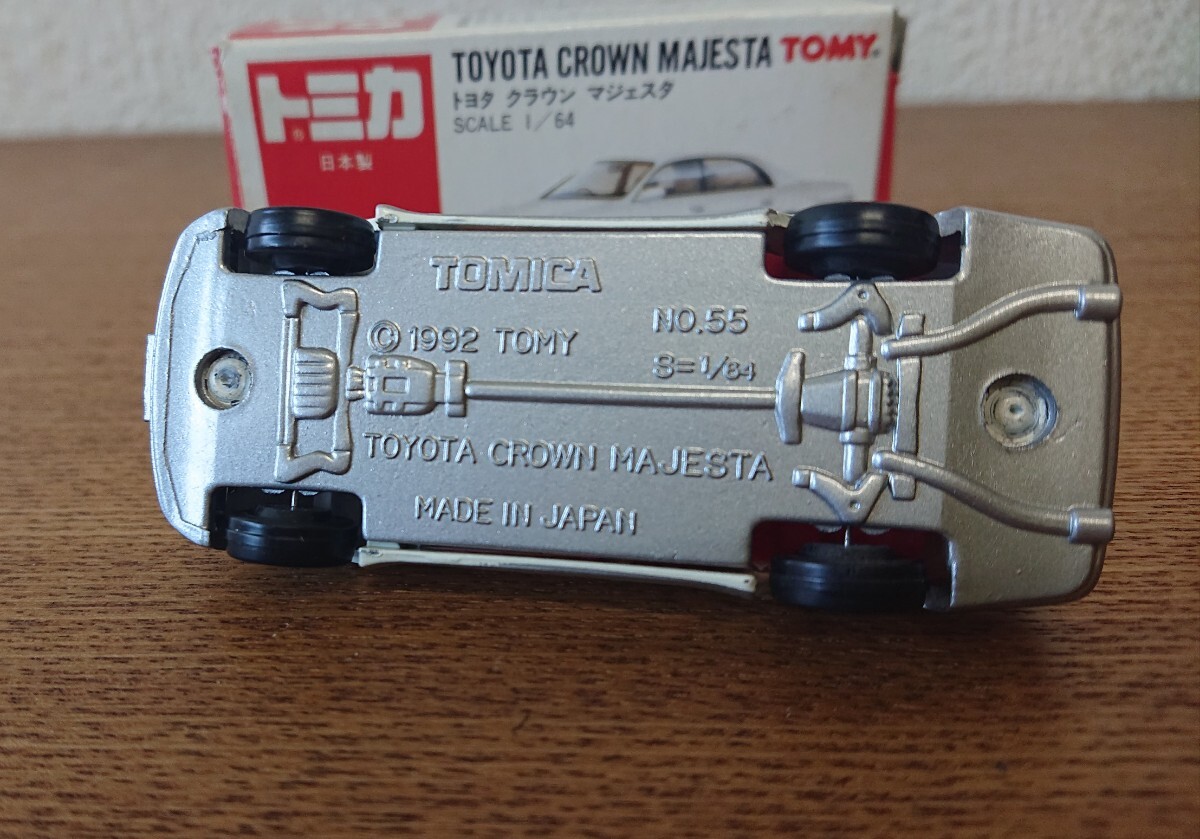 TOYOTA CROWN MAJESTA TOMY®
トミカ
トヨタ クラウン マジェスタ
SCALE 1/64
日本製
TOMICA
NO.55
© 1992 TOMY
S=1/64
TOYOTA CROWN MAJESTA
MADE IN JAPAN